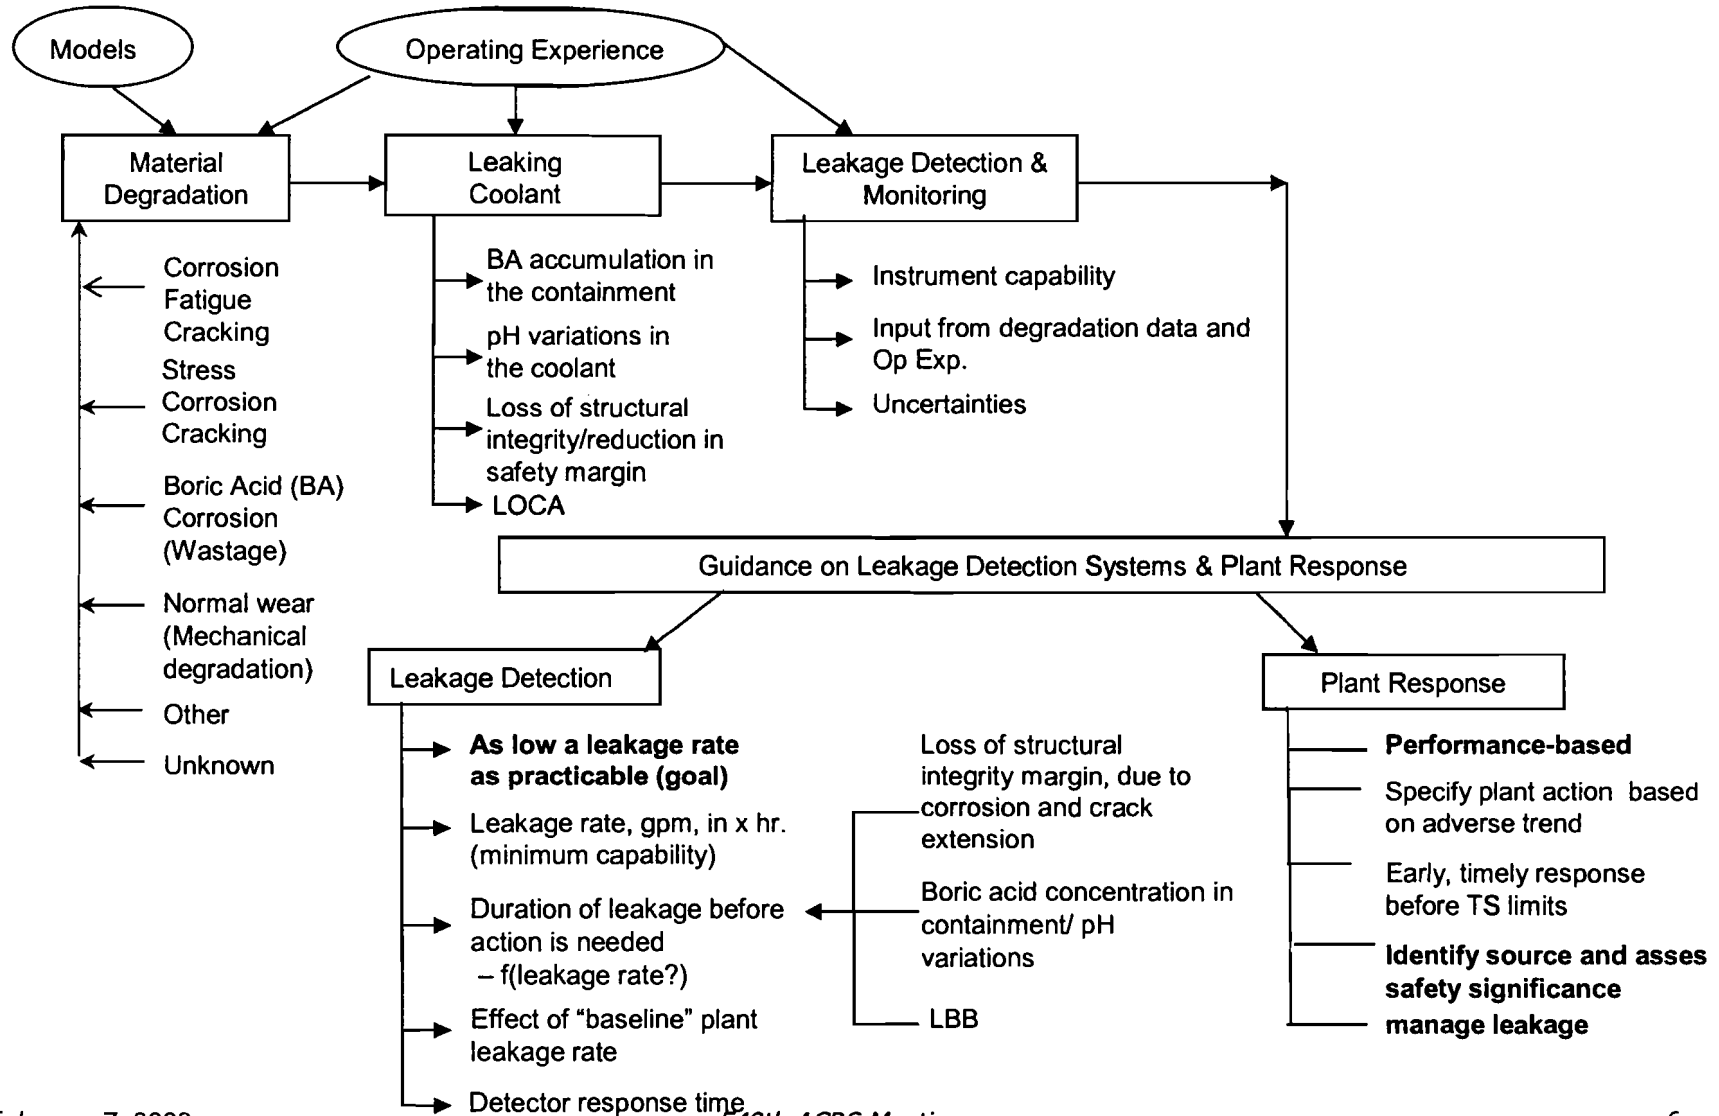 Models
Operating Experience
Material
Degradation
Leaking
Coolant
Leakage Detection &
Monitoring
Corrosion
Fatigue
Cracking
Stress
Corrosion
Cracking
Boric Acid (BA)
Corrosion
(Wastage)
Normal wear
(Mechanical
degradation)
Other
Unknown
BA accumulation in
the containment
pH variations in
the coolant
Loss of structural
integrity/reduction in
safety margin
LOCA
Instrument capability
Input from degradation data and
Op Exp.
Uncertainties
Guidance on Leakage Detection Systems & Plant Response
Leakage Detection
As low a leakage rate
as practicable (goal)
Leakage rate, gpm, in x hr.
(minimum capability)
Duration of leakage before
action is needed
– f(leakage rate?)
Effect of “baseline” plant
leakage rate
Detector response time
Loss of structural
integrity margin, due to
corrosion and crack
extension
Boric acid concentration in
containment/ pH
variations
LBB
Plant Response
Performance-based
Specify plant action based
on adverse trend
Early, timely response
before TS limits
Identify source and asses
safety significance
manage leakage